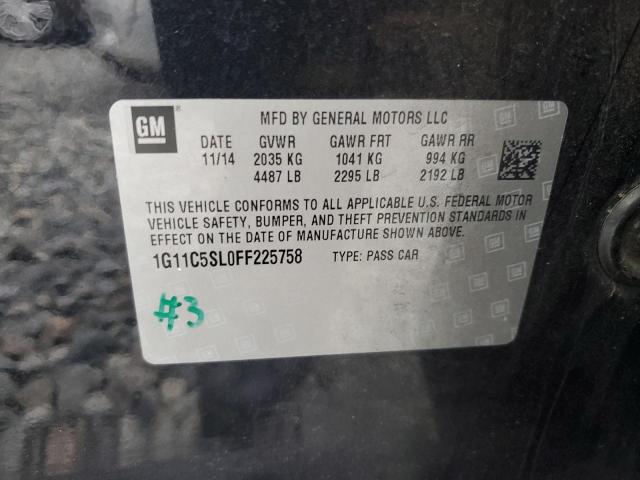 GM
MFD BY GENERAL MOTORS LLC
DATE GVWR GAWR FRT GAWR RR
11/14 2035 KG 1041 KG 994 KG
4487 LB 2295 LB 2192 LB
THIS VEHICLE CONFORMS TO ALL APPLICABLE U.S. FEDERAL MOTOR
VEHICLE SAFETY, BUMPER, AND THEFT PREVENTION STANDARDS IN
EFFECT ON THE DATE OF MANUFACTURE SHOWN ABOVE.
1G11C5SL0FF225758 TYPE: PASS CAR
#3